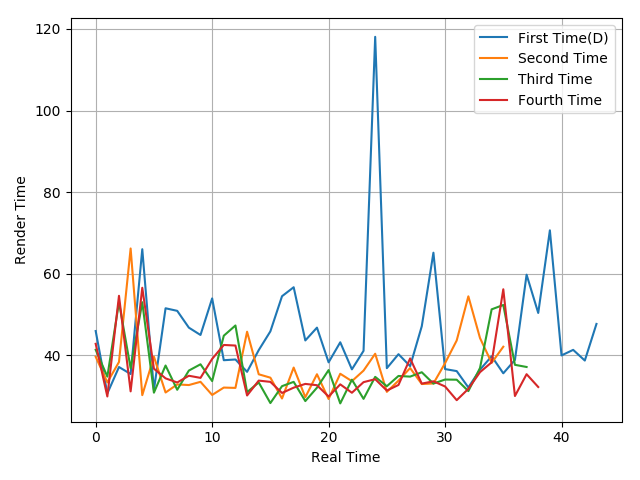 120
100
80
60
40
Render Time
0
10
20
30
40
Real Time
First Time(D)
Second Time
Third Time
Fourth Time